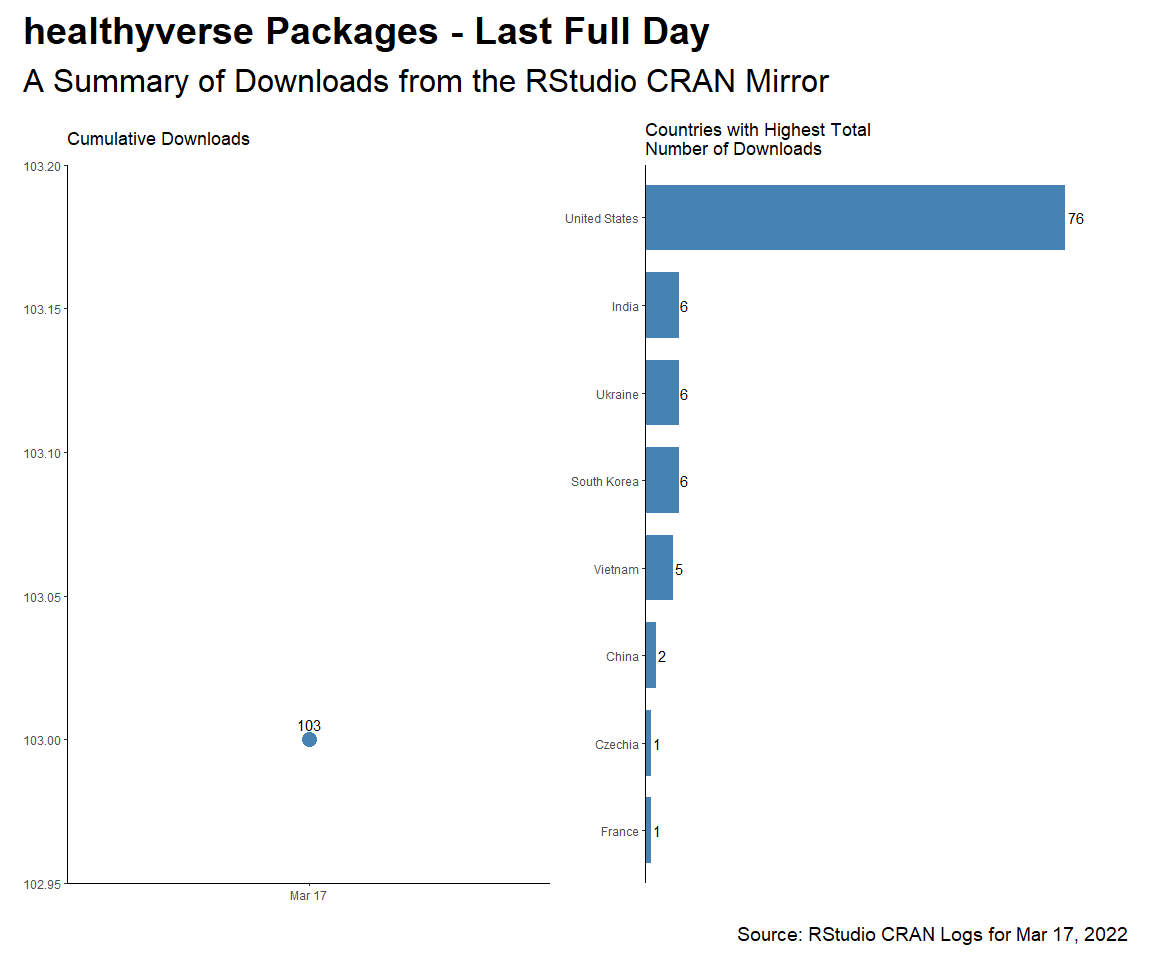 healthyverse Packages - Last Full Day
A Summary of Downloads from the RStudio CRAN Mirror
Cumulative Downloads
103.20
103.15
103.10
103.05
103.00
102.95
103
Mar 17
Countries with Highest Total
Number of Downloads
United States 76
India 6
Ukraine 6
South Korea 6
Vietnam 5
China 2
Czechia 1
France 1
Source: RStudio CRAN Logs for Mar 17, 2022